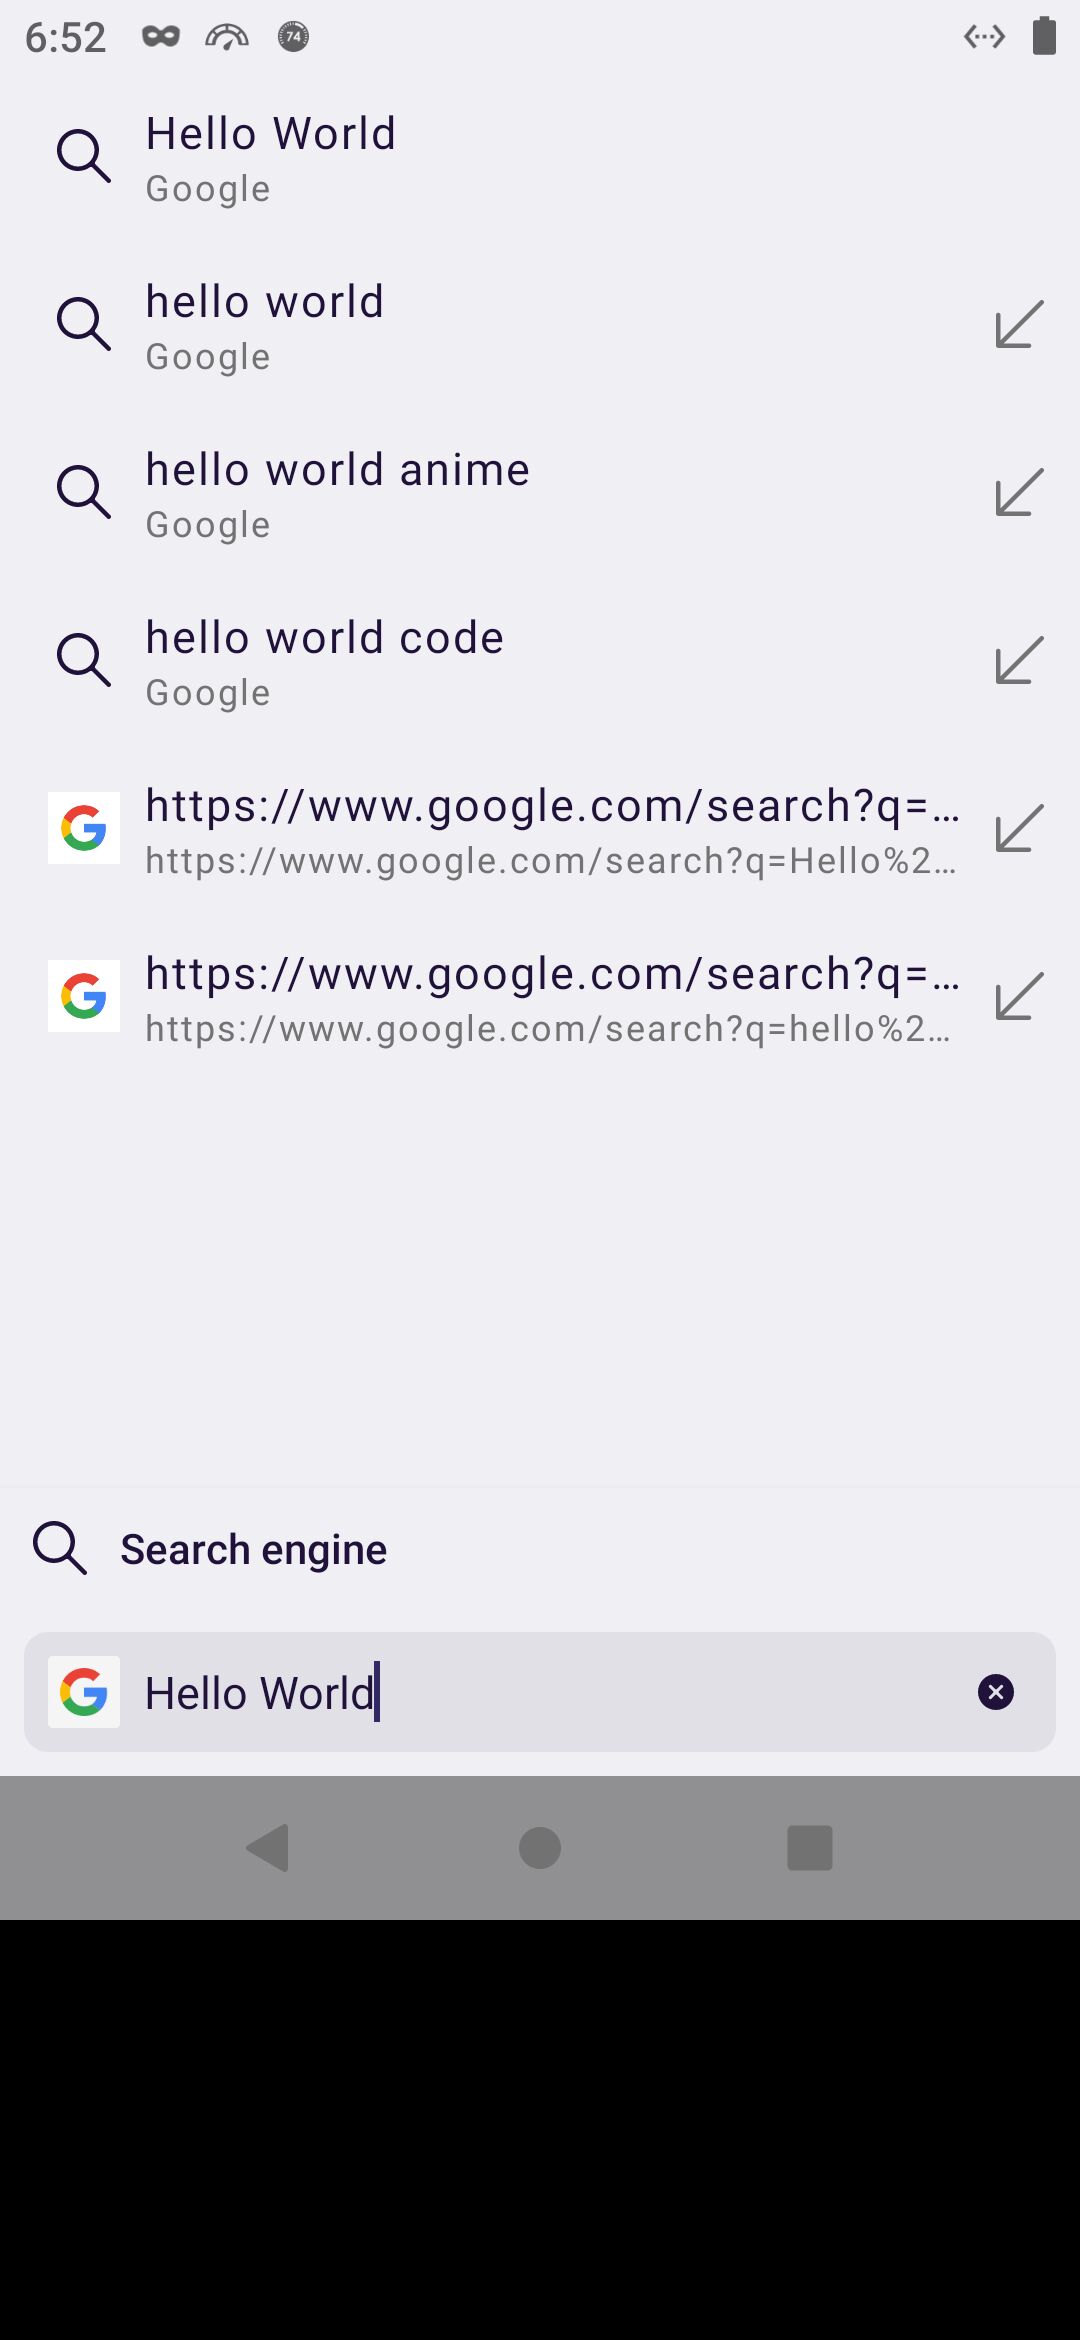 6:52
74
Hello World
Google
hello world
Google
hello world anime
Google
hello world code
Google
https://www.google.com/search?q=…
https://www.google.com/search?q=Hello%2…
https://www.google.com/search?q=…
https://www.google.com/search?q=hello%2…
Search engine
Hello World